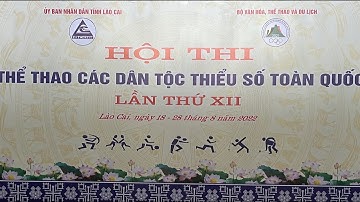 ỦY BAN NHÂN DÂN TỈNH LÀO CAI
BỘ VĂN HÓA, THỂ THAO VÀ DU LỊCH
HỘI THI
THỂ THAO CÁC DÂN TỘC THIỂU SỐ TOÀN QUỐC
LẦN THỨ XII
Lào Cai, ngày 18 - 28 tháng 8 năm 2022